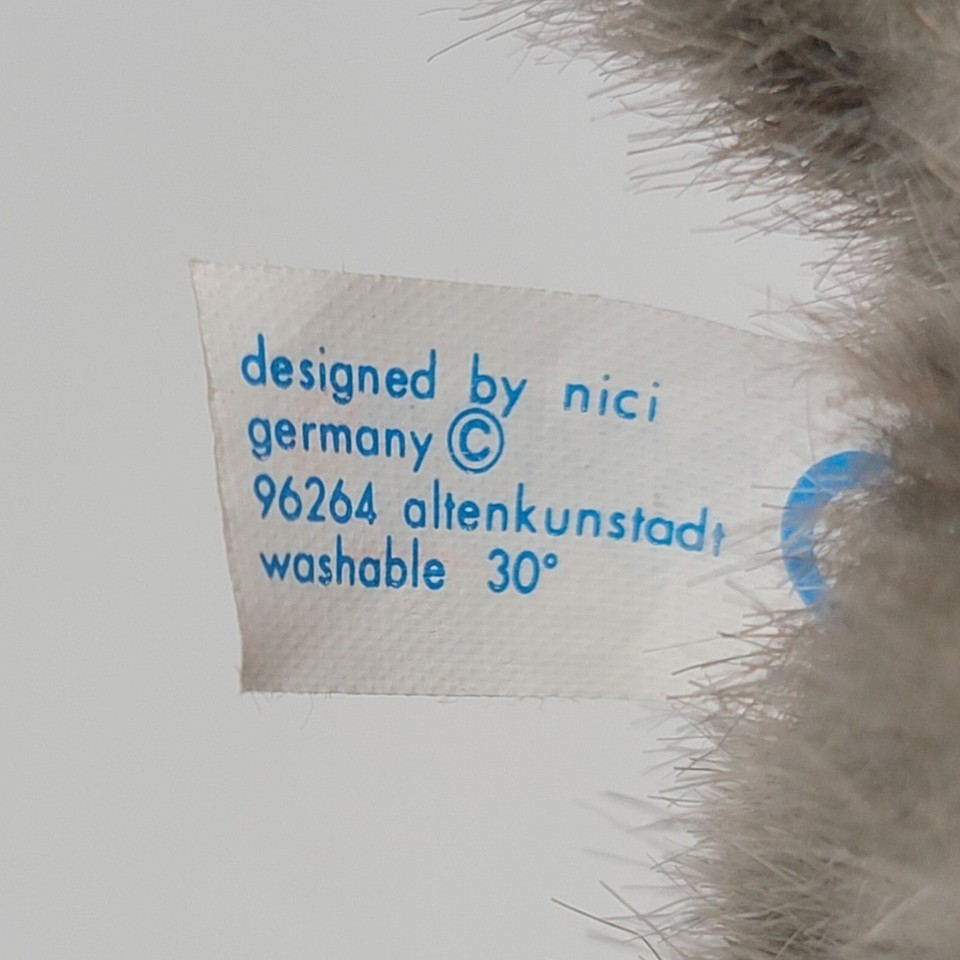 designed by nici
germany ©
96264 altenkunstadt
washable 30°